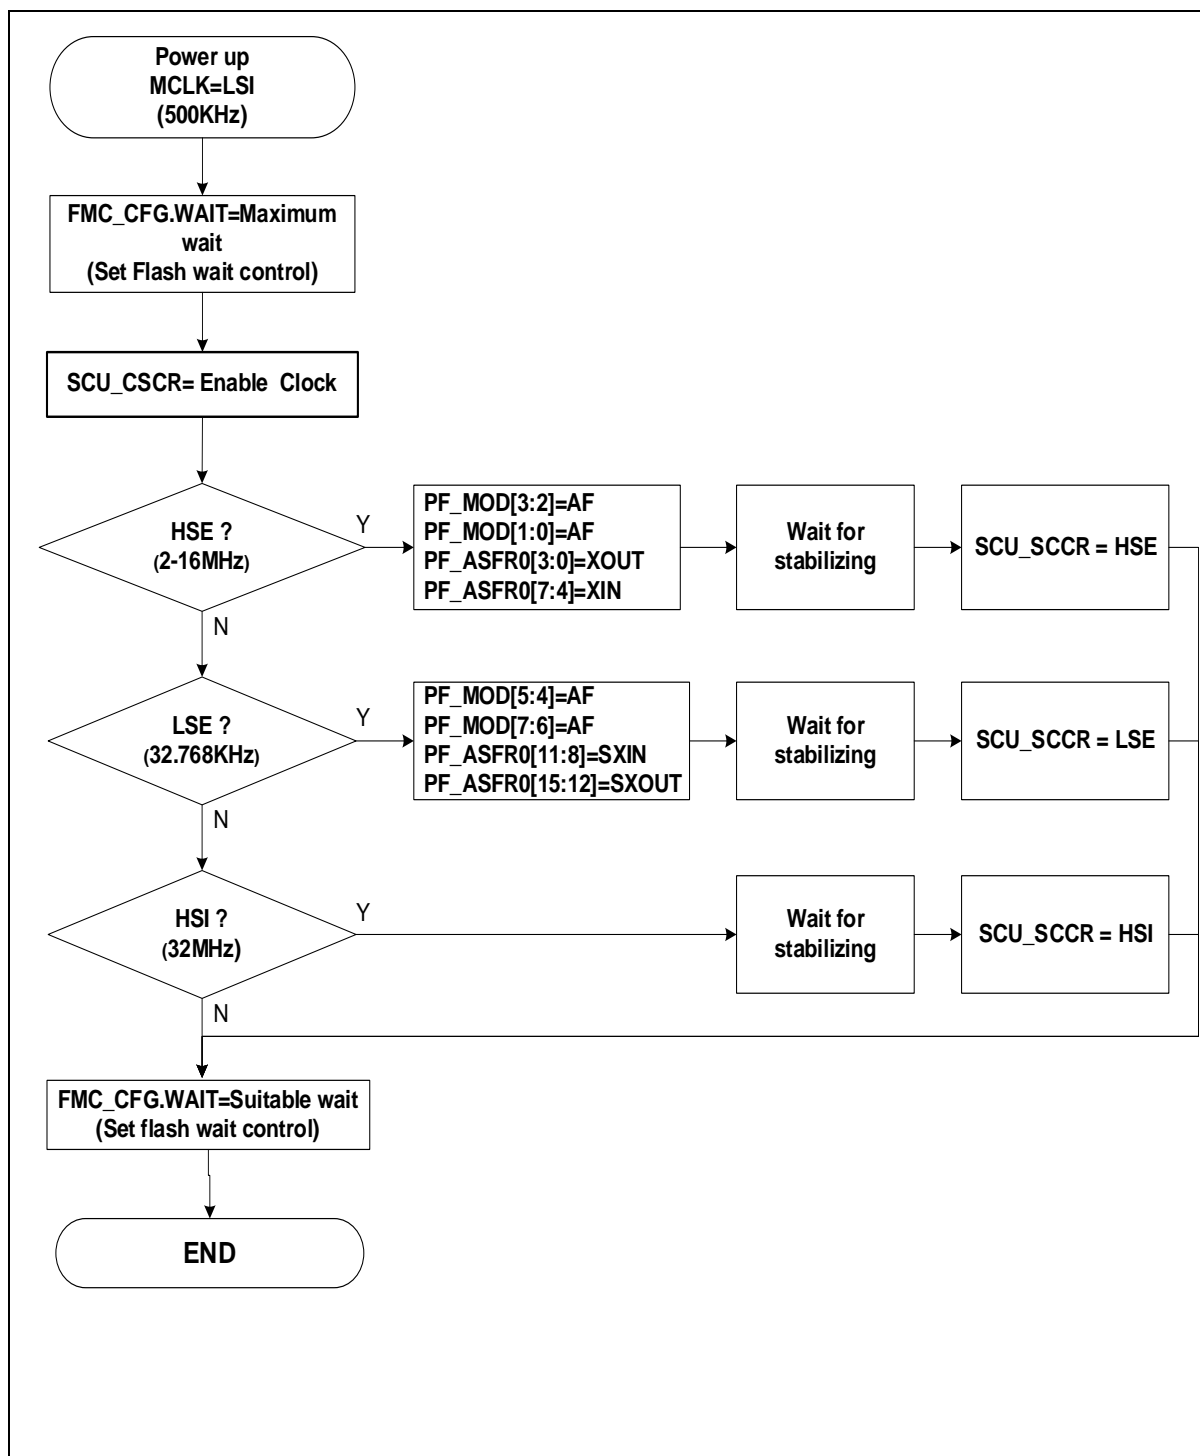 Power up
MCLK=LSI
(500KHz)
FMC_CFG.WAIT=Maximum
wait
(Set Flash wait control)
SCU_CSCR= Enable Clock
HSE ?
(2-16MHz)
Y
N
PF_MOD[3:2]=AF
PF_MOD[1:0]=AF
PF_ASFR0[3:0]=XOUT
PF_ASFR0[7:4]=XIN
Wait for
stabilizing
SCU_SCCR = HSE
LSE ?
(32.768KHz)
Y
N
PF_MOD[5:4]=AF
PF_MOD[7:6]=AF
PF_ASFR0[11:8]=SXIN
PF_ASFR0[15:12]=SXOUT
Wait for
stabilizing
SCU_SCCR = LSE
HSI ?
(32MHz)
Y
N
Wait for
stabilizing
SCU_SCCR = HSI
FMC_CFG.WAIT=Suitable wait
(Set flash wait control)
END